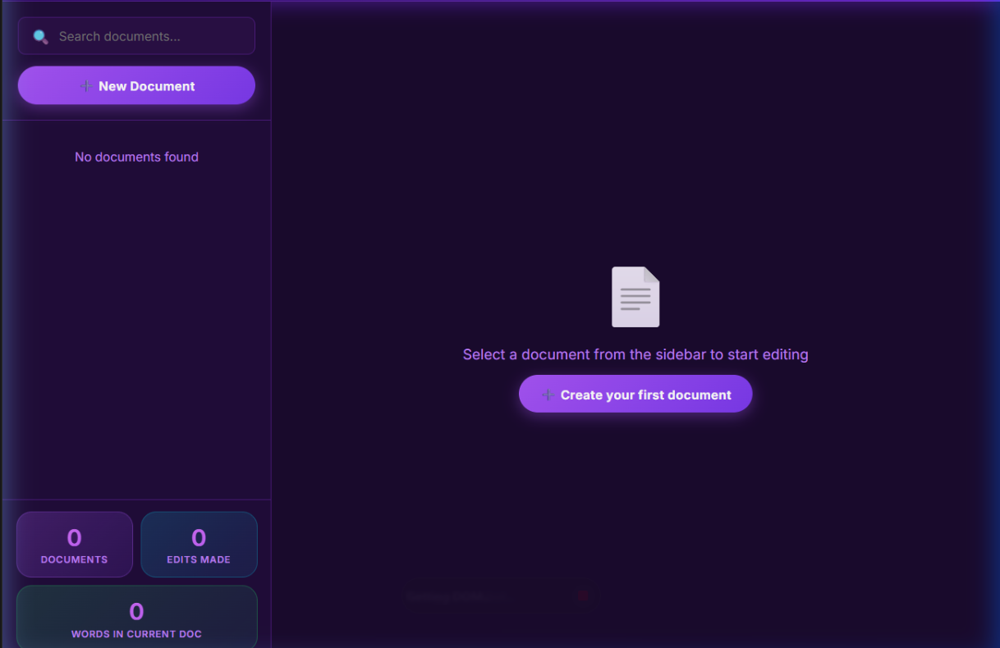 Search documents...
➕ New Document
No documents found
Select a document from the sidebar to start editing
➕ Create your first document
0
DOCUMENTS
0
EDITS MADE
0
WORDS IN CURRENT DOC